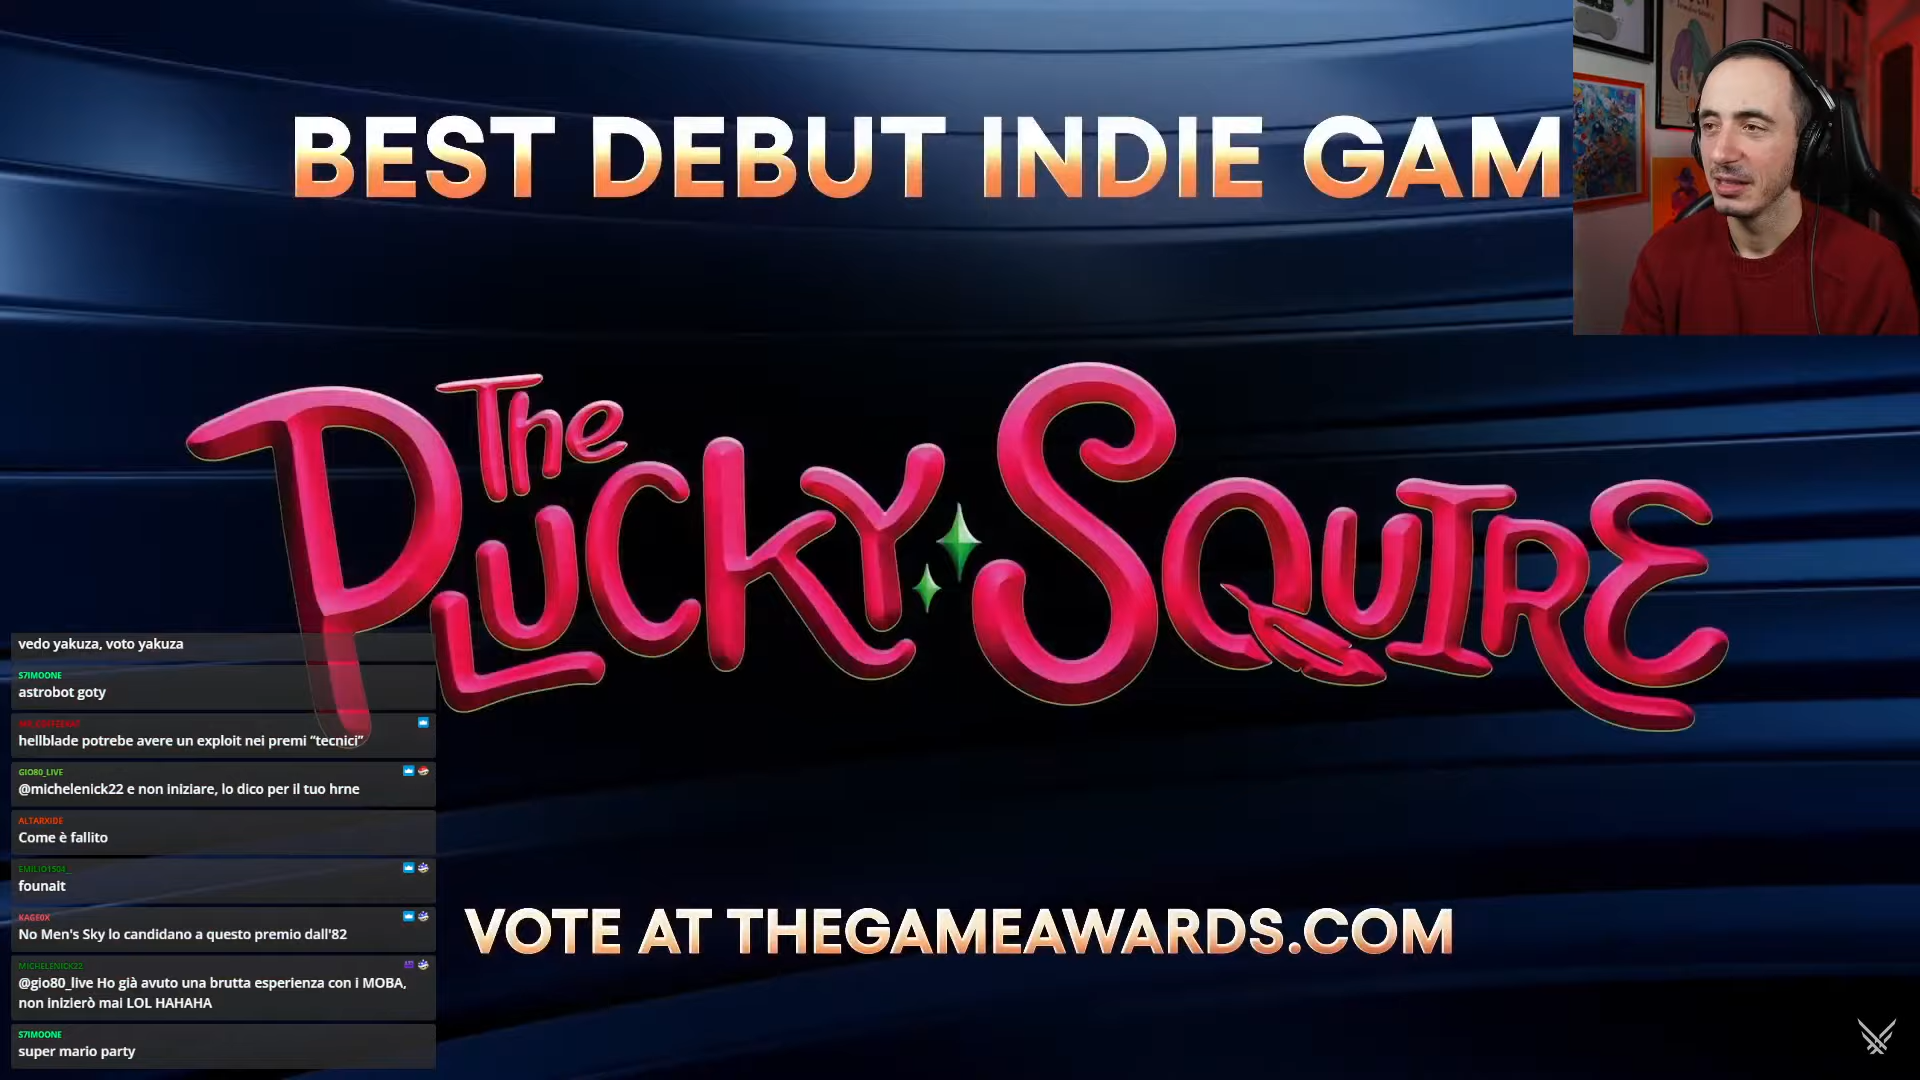 BEST DEBUT INDIE GAM
The
PLUCKY SQUIRE
vedo yakuza, voto yakuza
S7IMOONE
astrobot goty
hellblade potrebe avere un exploit nei premi “tecnici”
GIO80_LIVE
@michelenick22 e non iniziare, lo dico per il tuo hrne
ALTARXIDE
Come è fallito
EMILIO1504_
founait
KAGE0X
No Men's Sky lo candidano a questo premio dall'82
MICHELENICK22
@gio80_live Ho già avuto una brutta esperienza con i MOBA,
non inizierò mai LOL HAHAHA
S7IMOONE
super mario party
VOTE AT THEGAMEAWARDS.COM